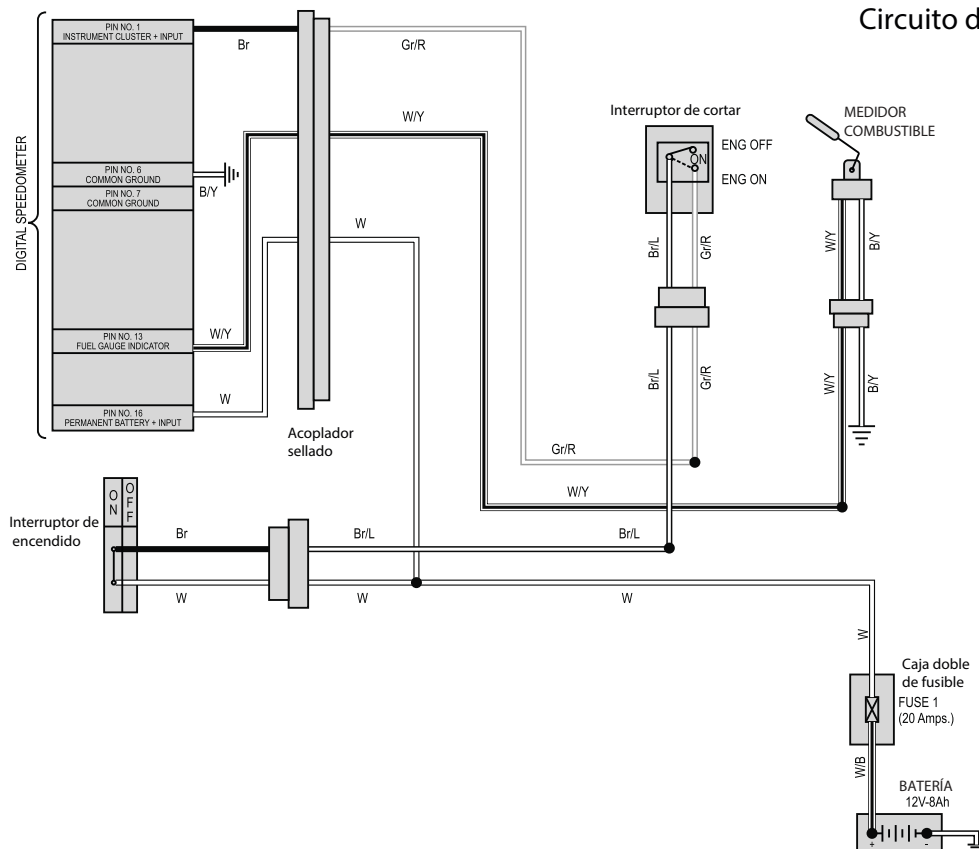 Circuito d
PIN NO. 1
INSTRUMENT CLUSTER + INPUT
Br
Gr/R
W/Y
Interruptor de cortar
MEDIDOR
COMBUSTIBLE
ENG OFF
ON
ENG ON
DIGITAL SPEEDOMETER
PIN NO. 6
COMMON GROUND
B/Y
PIN NO. 7
COMMON GROUND
W
Br/L
Gr/R
W/Y
B/Y
PIN NO. 13
FUEL GAUGE INDICATOR
W/Y
W
PIN NO. 16
PERMANENT BATTERY + INPUT
Br/L
Gr/R
W/Y
B/Y
Acoplador
sellado
Gr/R
W/Y
ON
OFF
Interruptor de
encendido
Br
Br/L
Br/L
W
W
W
W
Caja doble
de fusible
FUSE 1
(20 Amps.)
W/B
BATERÍA
12V-8Ah
+
-